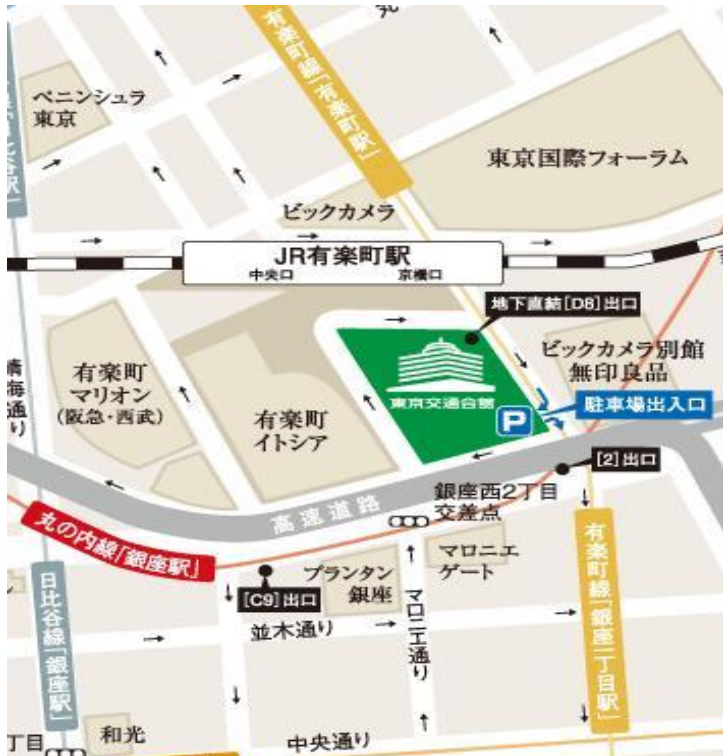 丸
有楽町線「有楽町駅」
ペニンシュラ
東京
比谷駅」
東京国際フォーラム
ビックカメラ
JR有楽町駅
中央口
京橋口
地下直結[D8]出口
ビックカメラ別館
無印良品
有楽町
マリオン
(阪急・西武)
晴海通り
東京交通会館
有楽町
イトシア
P
駐車場出入口
[2]出口
銀座西2丁目
交差点
高速道路
丸の内線「銀座駅」
マロニエ
ゲート
プランタン
銀座
[C9]出口
並木通り
マロニエ通り
有楽町線「銀座一丁目駅」
日比谷線「銀座駅」
和光
丁目
中央通り